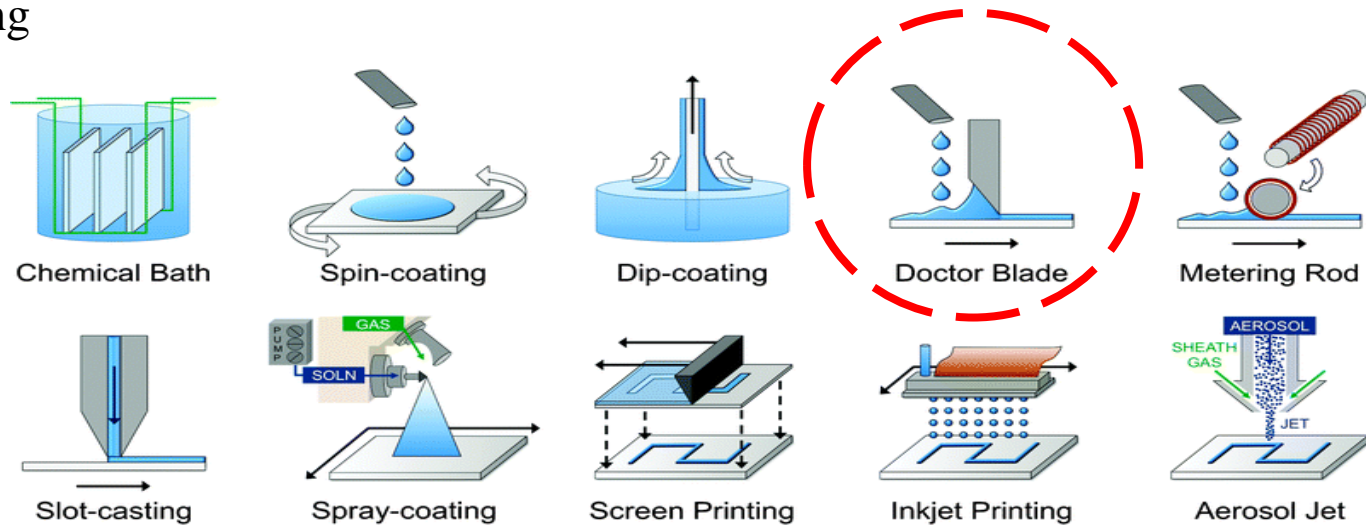 ng
Chemical Bath
Spin-coating
Dip-coating
Doctor Blade
Metering Rod
PUMP
GAS
SOLN
AEROSOL
SHEATH
GAS
JET
Slot-casting
Spray-coating
Screen Printing
Inkjet Printing
Aerosol Jet